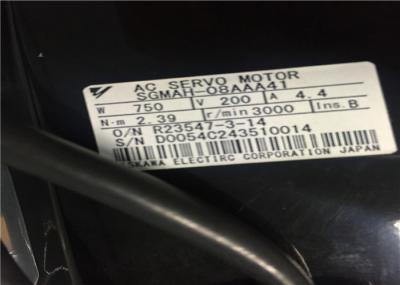 AC SERVO MOTOR
SGMAH-08AAA41
W 750 V 200 A 4.4
N·m 2.39 r/min 3000 Ins.B
O/N R23547-3-14
S/N D0054C243510014
SKAWA ELECTIRC CORPORATION JAPAN